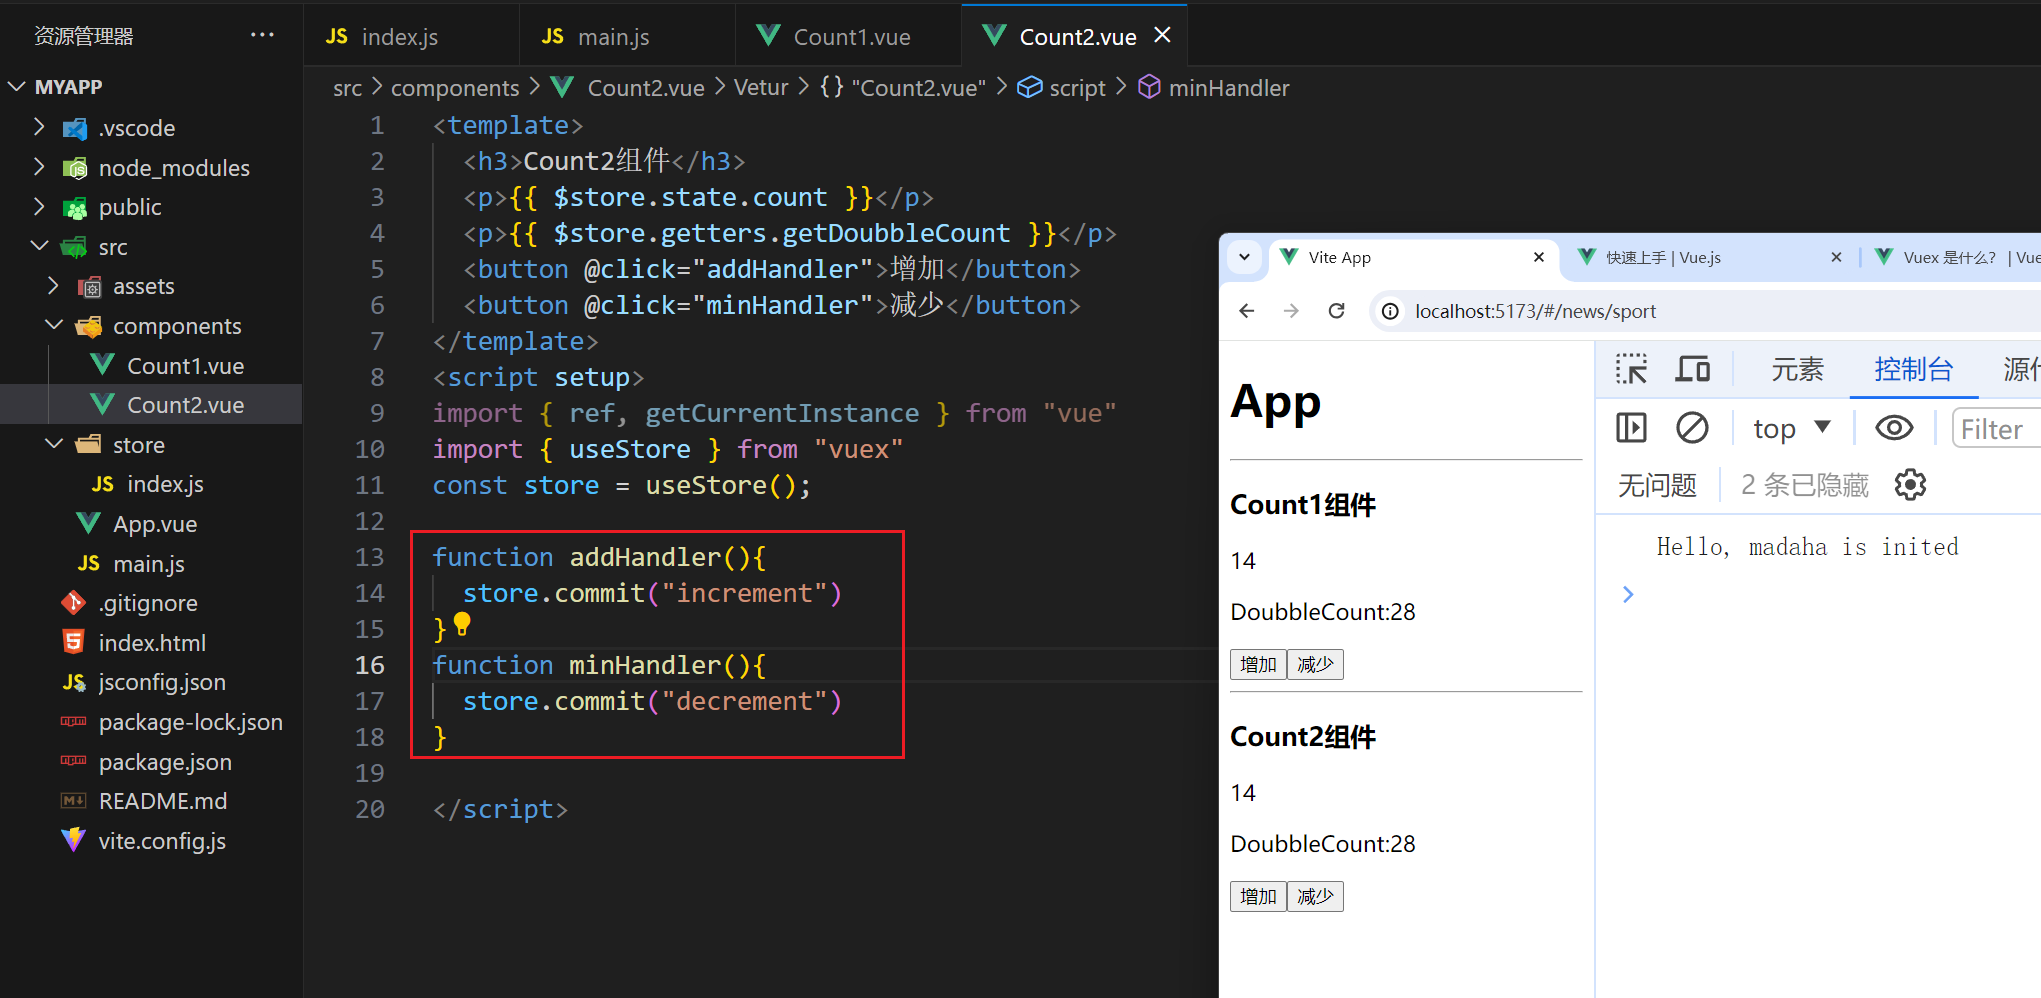 资源管理器 ···
MYAPP
.vscode
node_modules
public
src
assets
components
Count1.vue
Count2.vue
store
JS index.js
App.vue
JS main.js
.gitignore
index.html
JS jsconfig.json
package-lock.json
package.json
README.md
vite.config.js
JS index.js
JS main.js
Count1.vue
Count2.vue
src > components > Count2.vue > Vetur > {} "Count2.vue" > script > minHandler
1 <template>
2 <h3>Count2组件</h3>
3 <p>{{ $store.state.count }}</p>
4 <p>{{ $store.getters.getDoubbleCount }}</p>
5 <button @click="addHandler">增加</button>
6 <button @click="minHandler">减少</button>
7 </template>
8 <script setup>
9 import { ref, getCurrentInstance } from "vue"
10 import { useStore } from "vuex"
11 const store = useStore();
12
13 function addHandler(){
14 store.commit("increment")
15 }
16 function minHandler(){
17 store.commit("decrement")
18 }
19
20 </script>
Vite App
快速上手 | Vue.js
Vuex 是什么? | Vue
localhost:5173/#/news/sport
App
Count1组件
14
DoubbleCount:28
增加 减少
Count2组件
14
DoubbleCount:28
增加 减少
元素 控制台
top
Filter
无问题 2 条已隐藏
Hello, madaha is inited